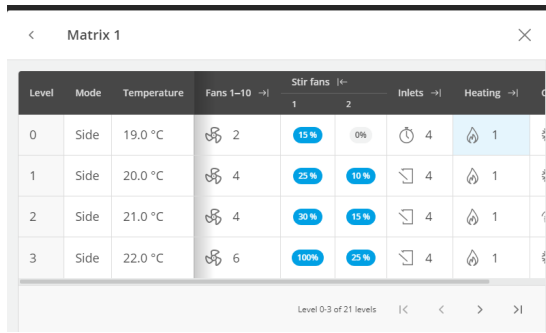 Matrix 1
Level Mode Temperature Fans 1–10 Stir fans Inlets Heating
1 2
0 Side 19.0 °C 2 15 % 0% 4 1
1 Side 20.0 °C 4 25 % 10 % 4 1
2 Side 21.0 °C 4 30 % 15 % 4 1
3 Side 22.0 °C 6 100% 25 % 4 1
Level 0-3 of 21 levels